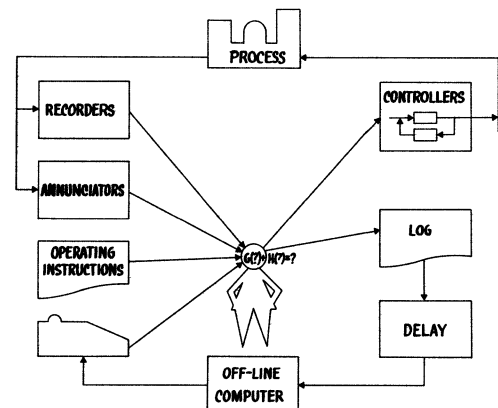 PROCESS
RECORDERS
CONTROLLERS
ANNUNCIATORS
OPERATING
INSTRUCTIONS
G(?)+ H(?)=?
LOG
DELAY
OFF-LINE
COMPUTER